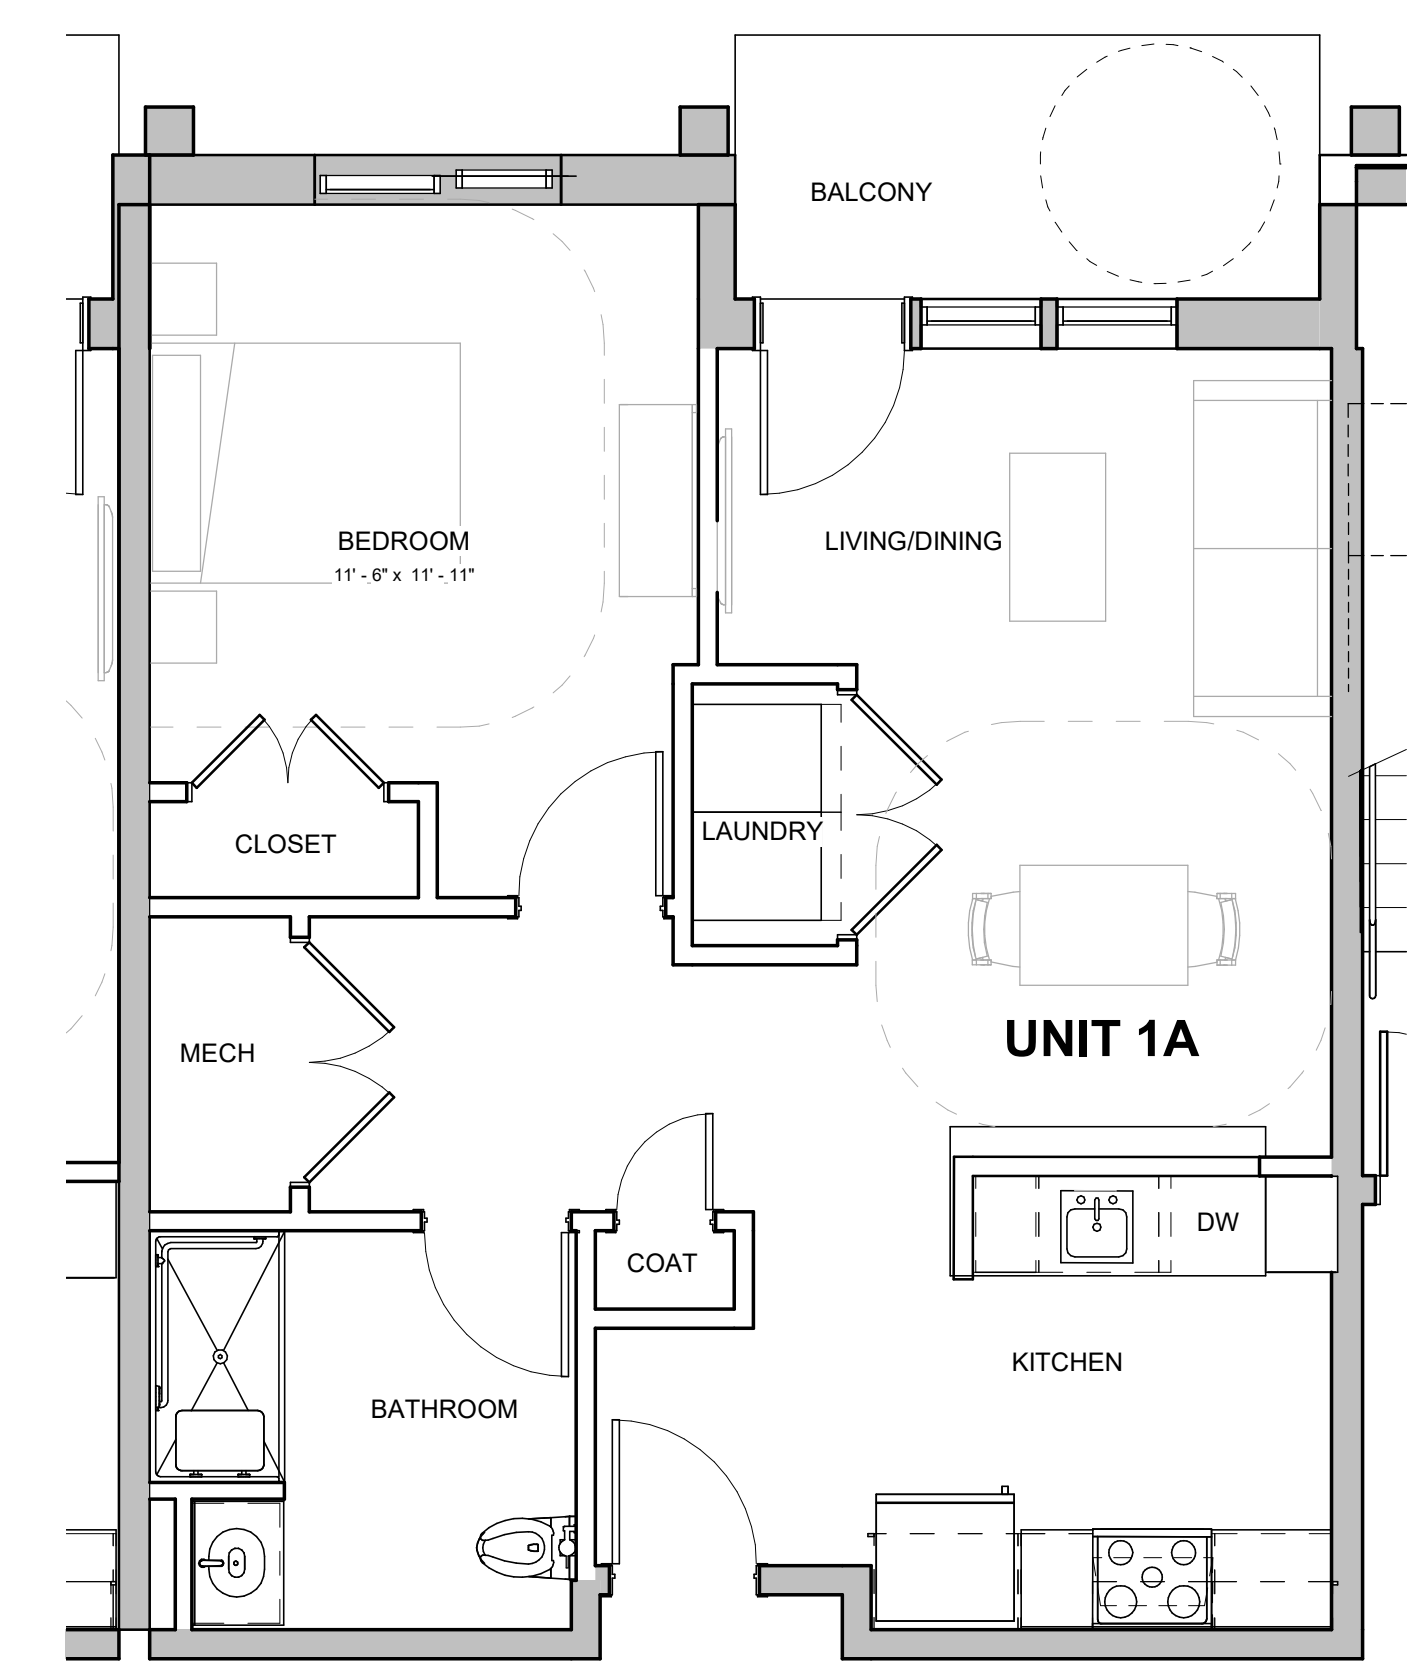 BALCONY
BEDROOM
11' - 6" x 11' - 11"
LIVING/DINING
LAUNDRY
CLOSET
UNIT 1A
MECH
DW
COAT
KITCHEN
BATHROOM